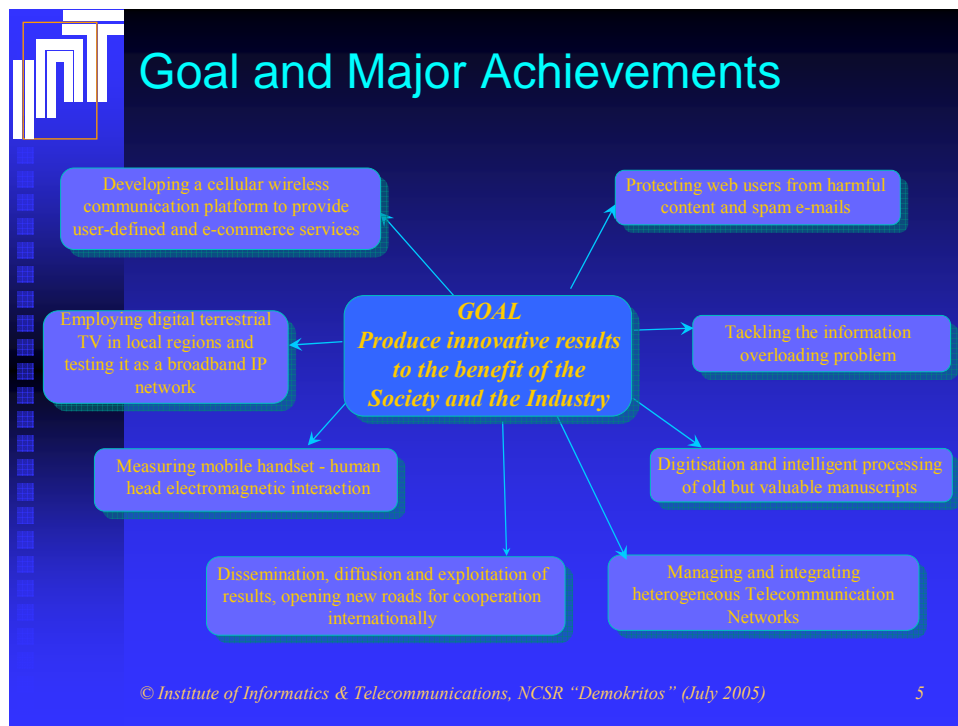 Goal and Major Achievements
Developing a cellular wireless
communication platform to provide
user-defined and e-commerce services
Protecting web users from harmful
content and spam e-mails
GOAL
Produce innovative results
to the benefit of the
Society and the Industry
Employing digital terrestrial
TV in local regions and
testing it as a broadband IP
network
Tackling the information
overloading problem
Measuring mobile handset - human
head electromagnetic interaction
Digitisation and intelligent processing
of old but valuable manuscripts
Dissemination, diffusion and exploitation of
results, opening new roads for cooperation
internationally
Managing and integrating
heterogeneous Telecommunication
Networks
© Institute of Informatics & Telecommunications, NCSR “Demokritos” (July 2005) 5